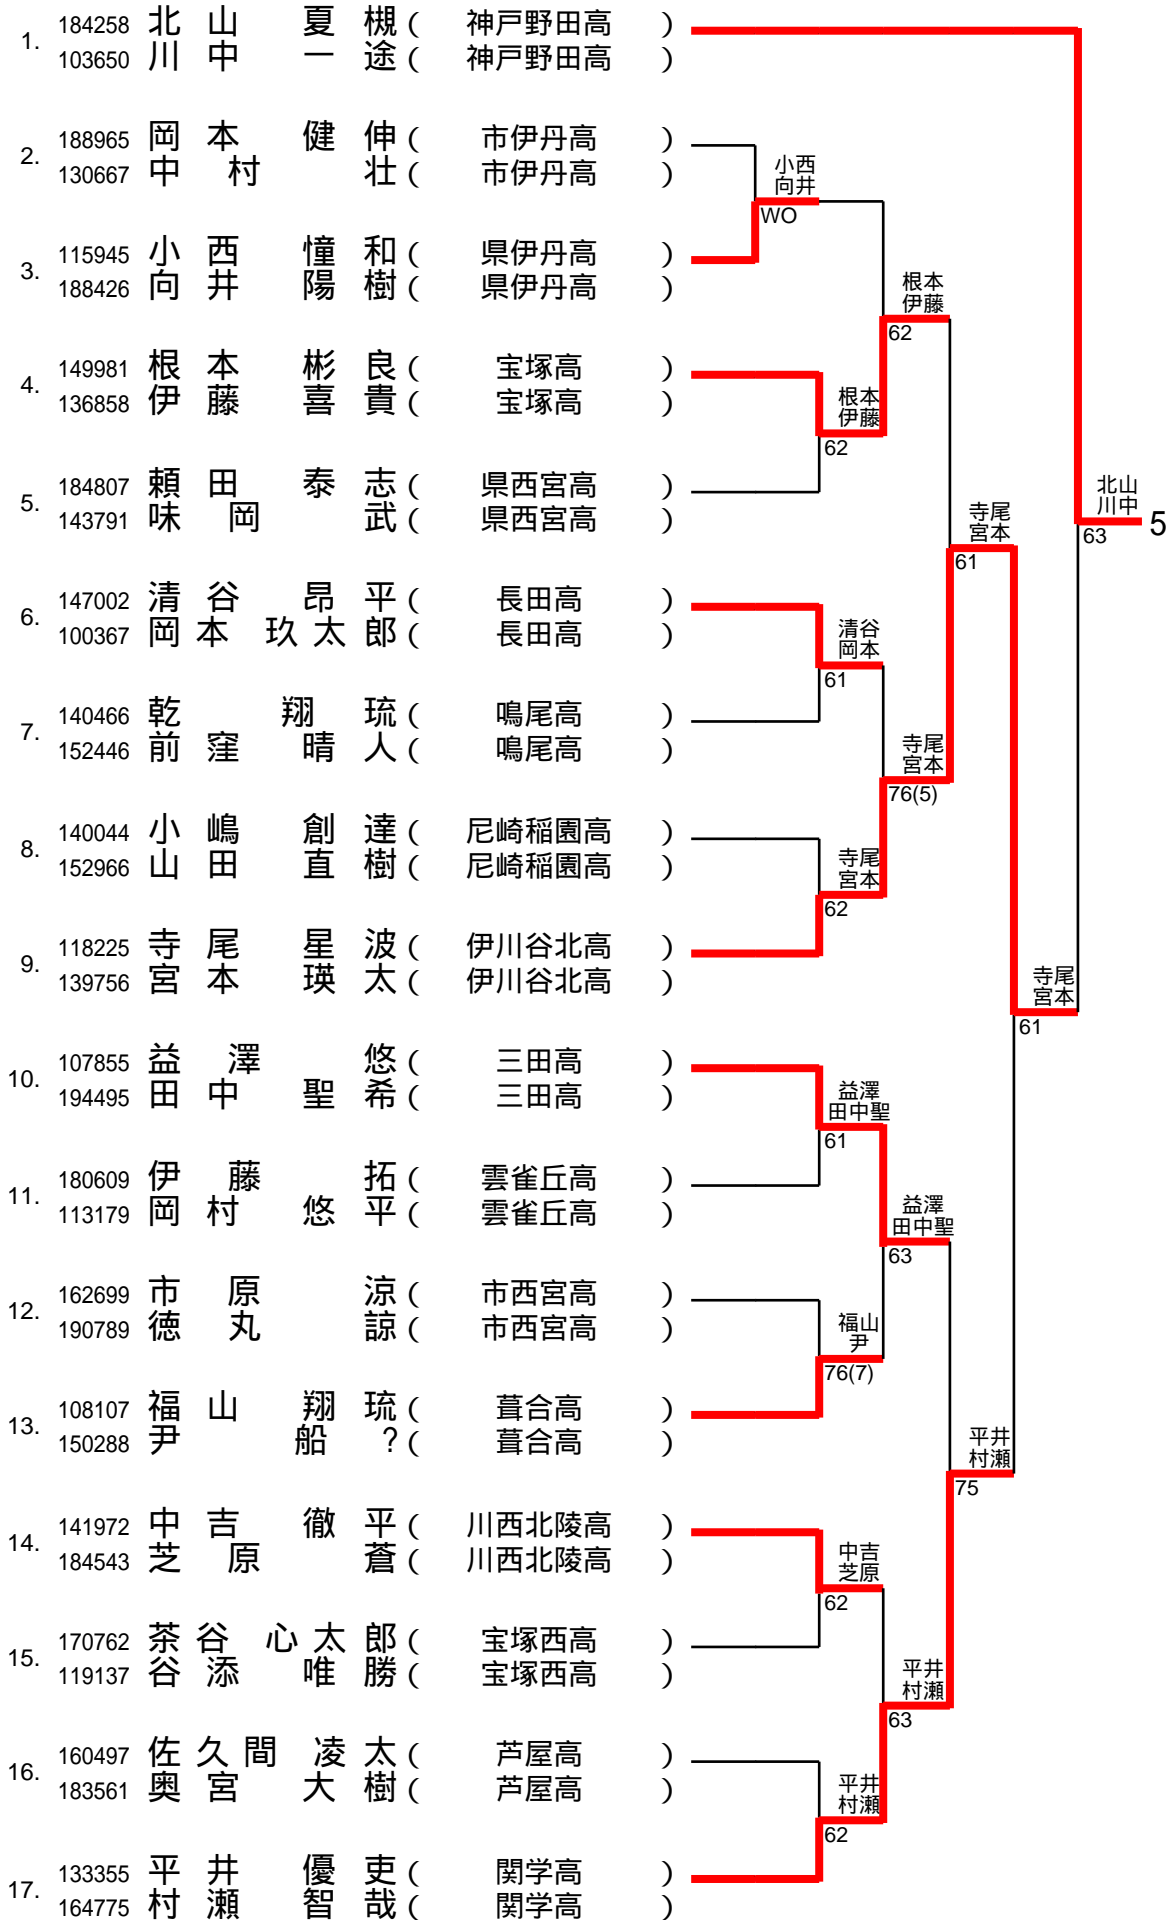 1. 184258 北山 夏槻 ( 神戸野田高 )
103650 川中 一途 ( 神戸野田高 )
2. 188965 岡本 健伸 ( 市伊丹高 )
130667 中村 壮 ( 市伊丹高 )
小西
向井
WO
3. 115945 小西 憧和 ( 県伊丹高 )
188426 向井 陽樹 ( 県伊丹高 )
根本
伊藤
62
4. 149981 根本 彬良 ( 宝塚高 )
136858 伊藤 喜貴 ( 宝塚高 )
根本
伊藤
62
5. 184807 頼田 泰志 ( 県西宮高 )
143791 味岡 武 ( 県西宮高 )
北山
川中
63
5
寺尾
宮本
61
6. 147002 清谷 昂平 ( 長田高 )
100367 岡本 玖太郎 ( 長田高 )
清谷
岡本
61
7. 140466 乾 翔琉 ( 鳴尾高 )
152446 前窪 晴人 ( 鳴尾高 )
寺尾
宮本
76(5)
8. 140044 小嶋 創達 ( 尼崎稲園高 )
152966 山田 直樹 ( 尼崎稲園高 )
寺尾
宮本
62
9. 118225 寺尾 星波 ( 伊川谷北高 )
139756 宮本 瑛太 ( 伊川谷北高 )
寺尾
宮本
61
10. 107855 益澤 悠 ( 三田高 )
194495 田中 聖希 ( 三田高 )
益澤
田中聖
61
11. 180609 伊藤 拓 ( 雲雀丘高 )
113179 岡村 悠平 ( 雲雀丘高 )
益澤
田中聖
63
12. 162699 市原 涼 ( 市西宮高 )
190789 徳丸 諒 ( 市西宮高 )
福山
尹
76(7)
13. 108107 福山 翔琉 ( 葺合高 )
150288 尹 船? ( 葺合高 )
平井
村瀬
75
14. 141972 中吉 徹平 ( 川西北陵高 )
184543 芝原 蒼 ( 川西北陵高 )
中吉
芝原
62
15. 170762 茶谷 心太郎 ( 宝塚西高 )
119137 谷添 唯勝 ( 宝塚西高 )
平井
村瀬
63
16. 160497 佐久間 凌太 ( 芦屋高 )
183561 奥宮 大樹 ( 芦屋高 )
平井
村瀬
62
17. 133355 平井 優吏 ( 関学高 )
164775 村瀬 智哉 ( 関学高 )